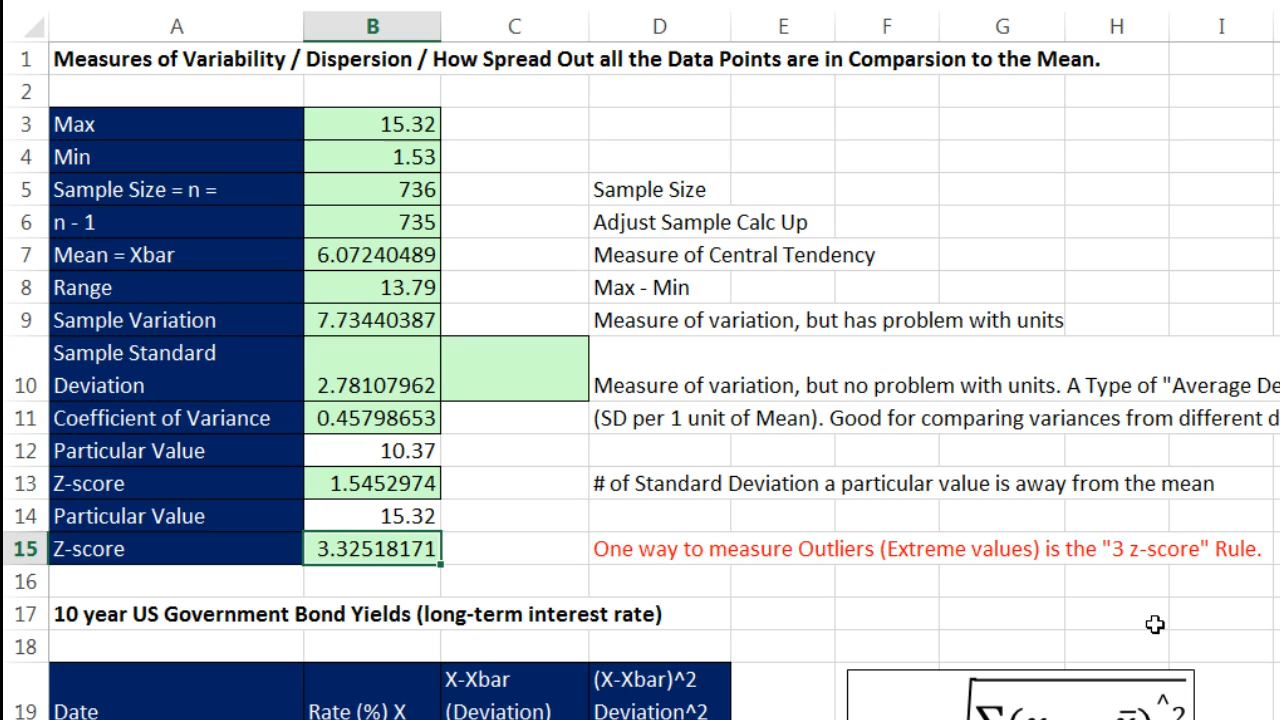 A B C D E F G H I
1 Measures of Variability / Dispersion / How Spread Out all the Data Points are in Comparsion to the Mean.
2
3 Max 15.32
4 Min 1.53
5 Sample Size = n = 736 Sample Size
6 n - 1 735 Adjust Sample Calc Up
7 Mean = Xbar 6.07240489 Measure of Central Tendency
8 Range 13.79 Max - Min
9 Sample Variation 7.73440387 Measure of variation, but has problem with units
Sample Standard
10 Deviation 2.78107962 Measure of variation, but no problem with units. A Type of "Average De
11 Coefficient of Variance 0.45798653 (SD per 1 unit of Mean). Good for comparing variances from different d
12 Particular Value 10.37
13 Z-score 1.5452974 # of Standard Deviation a particular value is away from the mean
14 Particular Value 15.32
15 Z-score 3.32518171 One way to measure Outliers (Extreme values) is the "3 z-score" Rule.
16
17 10 year US Government Bond Yields (long-term interest rate)
18
X-Xbar (X-Xbar)^2
19 Date Rate (%) X (Deviation) Deviation^2